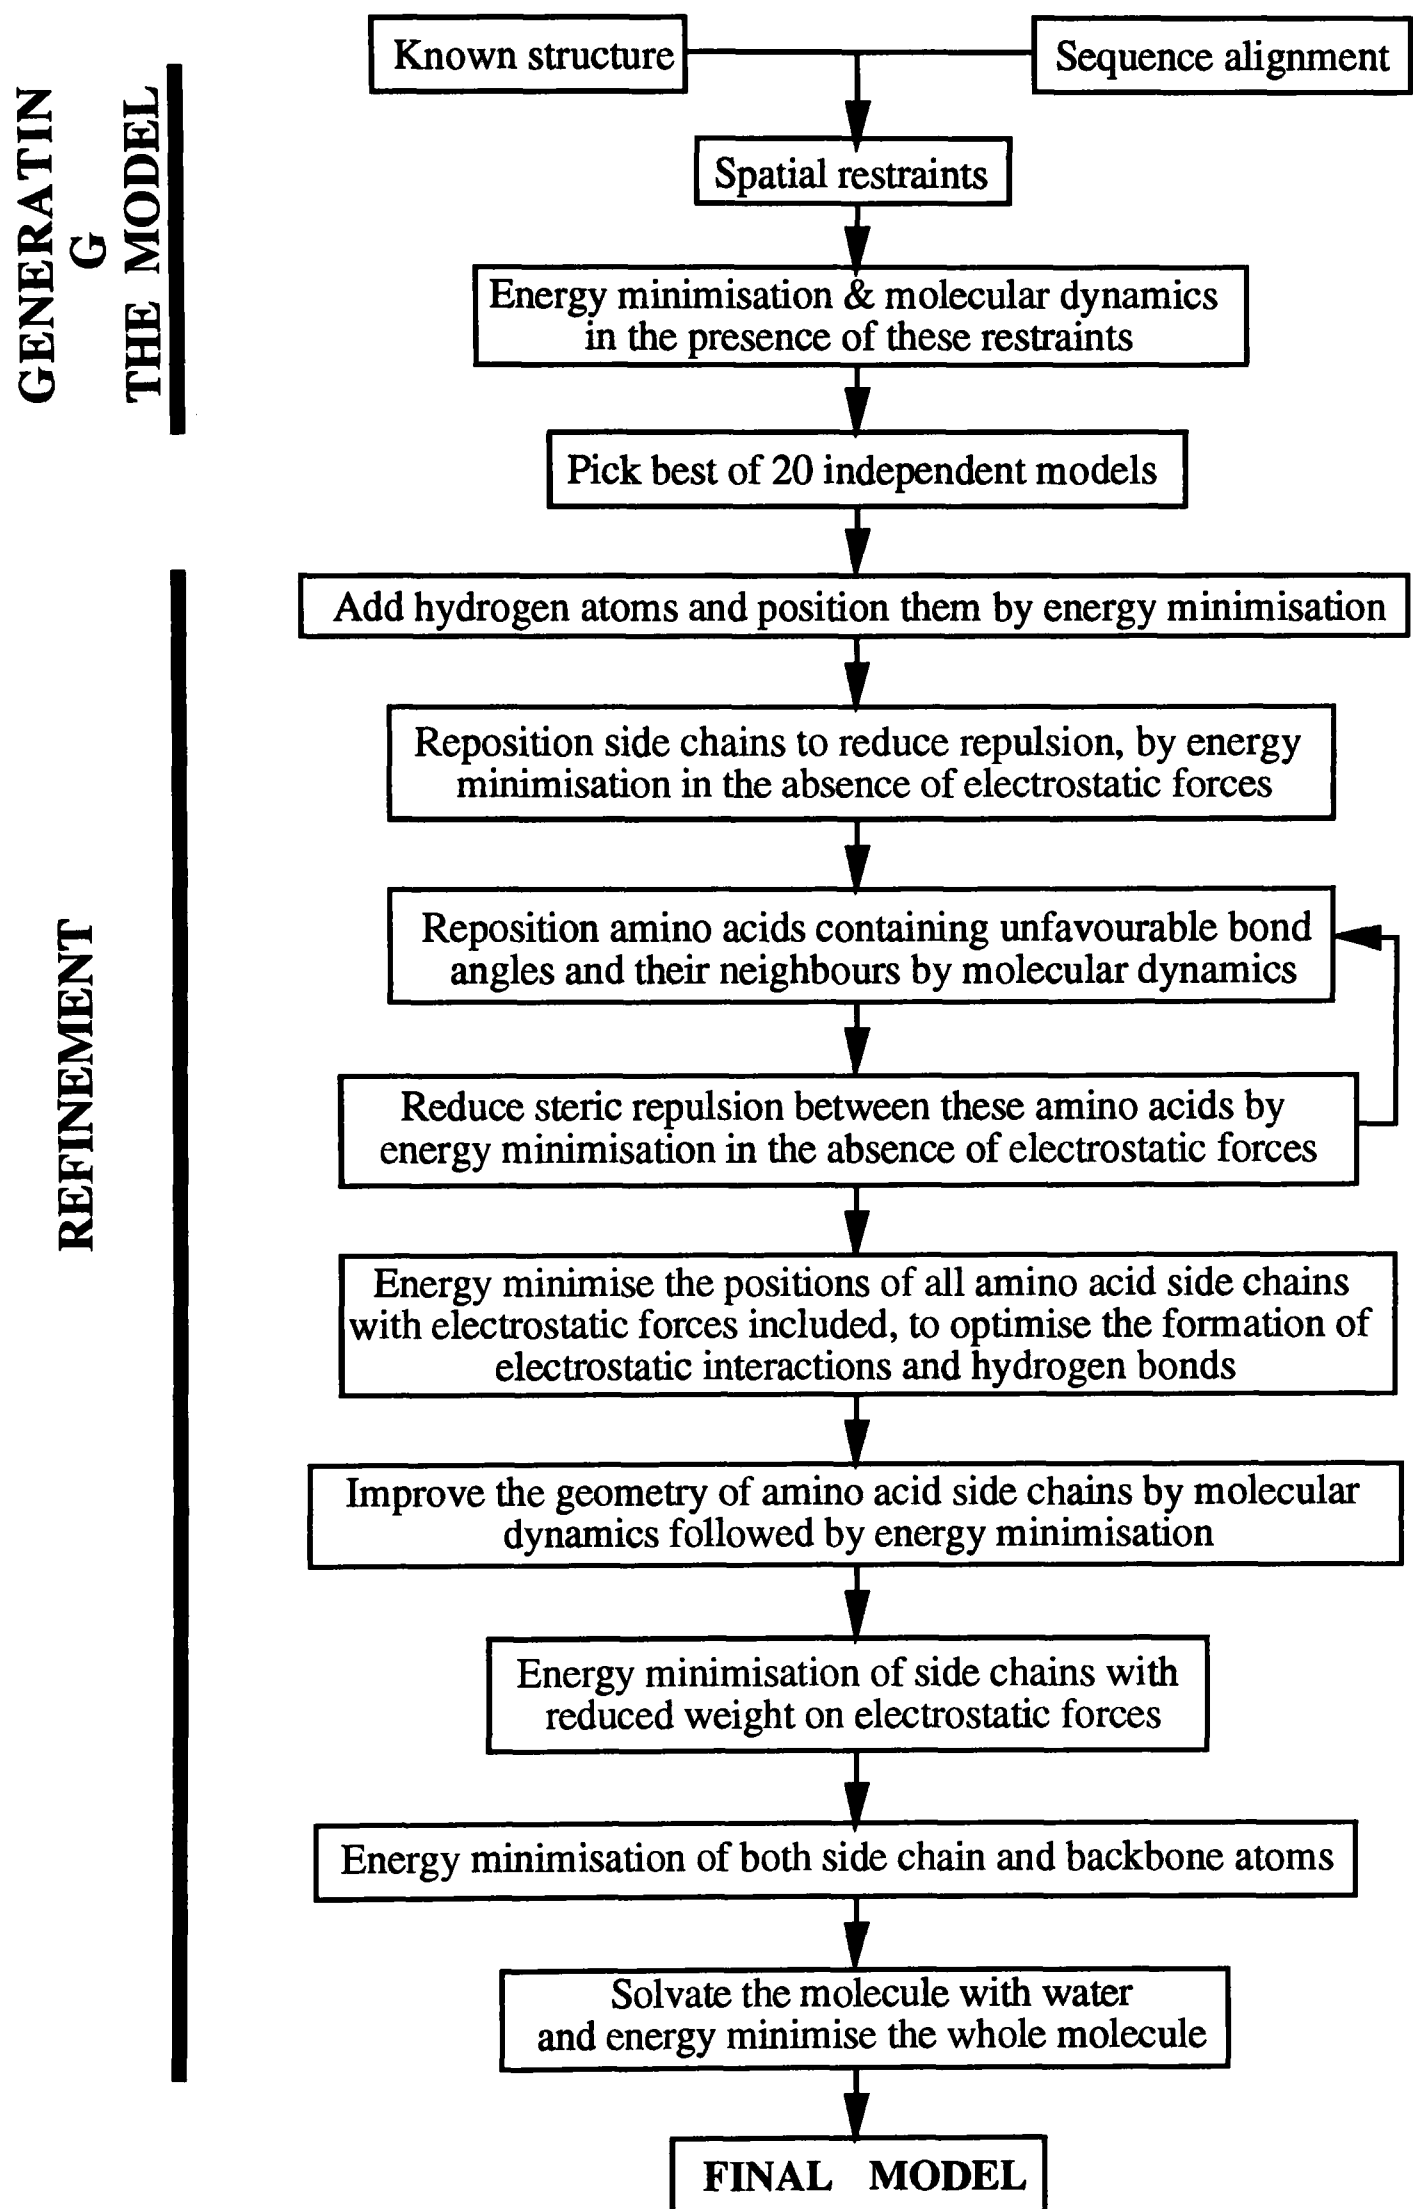 Known structure
Sequence alignment
GENERATIN
G
THE MODEL
Spatial restraints
Energy minimisation & molecular dynamics
in the presence of these restraints
Pick best of 20 independent models
Add hydrogen atoms and position them by energy minimisation
Reposition side chains to reduce repulsion, by energy
minimisation in the absence of electrostatic forces
Reposition amino acids containing unfavourable bond
angles and their neighbours by molecular dynamics
REFINEMENT
Reduce steric repulsion between these amino acids by
energy minimisation in the absence of electrostatic forces
Energy minimise the positions of all amino acid side chains
with electrostatic forces included, to optimise the formation of
electrostatic interactions and hydrogen bonds
Improve the geometry of amino acid side chains by molecular
dynamics followed by energy minimisation
Energy minimisation of side chains with
reduced weight on electrostatic forces
Energy minimisation of both side chain and backbone atoms
Solvate the molecule with water
and energy minimise the whole molecule
FINAL MODEL